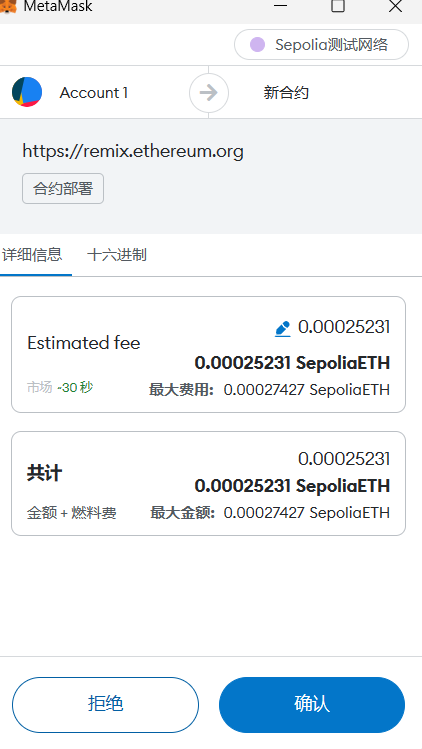 MetaMask
Sepolia测试网络
Account 1
新合约
https://remix.ethereum.org
合约部署
详细信息 十六进制
0.00025231
Estimated fee
0.00025231 SepoliaETH
市场 -30 秒 最大费用: 0.00027427 SepoliaETH
0.00025231
共计
0.00025231 SepoliaETH
金额 + 燃料费 最大金额: 0.00027427 SepoliaETH
拒绝 确认